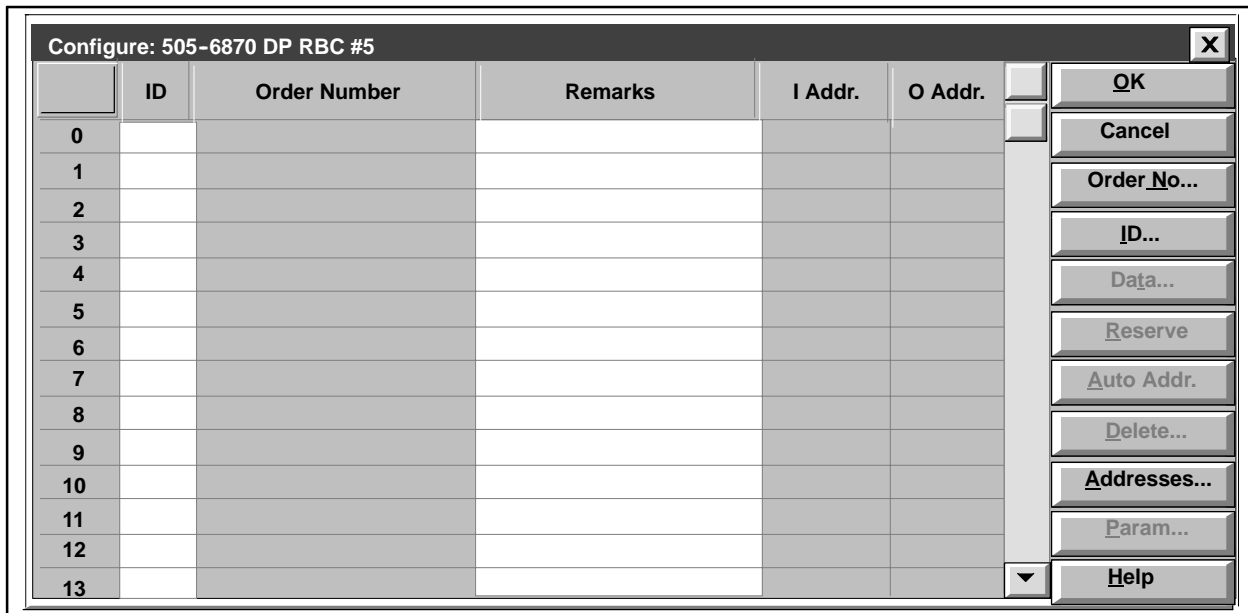 Configure: 505-6870 DP RBC #5 X
ID Order Number Remarks I Addr. O Addr.
0
1
2
3
4
5
6
7
8
9
10
11
12
13
OK
Cancel
Order No...
ID...
Data...
Reserve
Auto Addr.
Delete...
Addresses...
Param...
Help